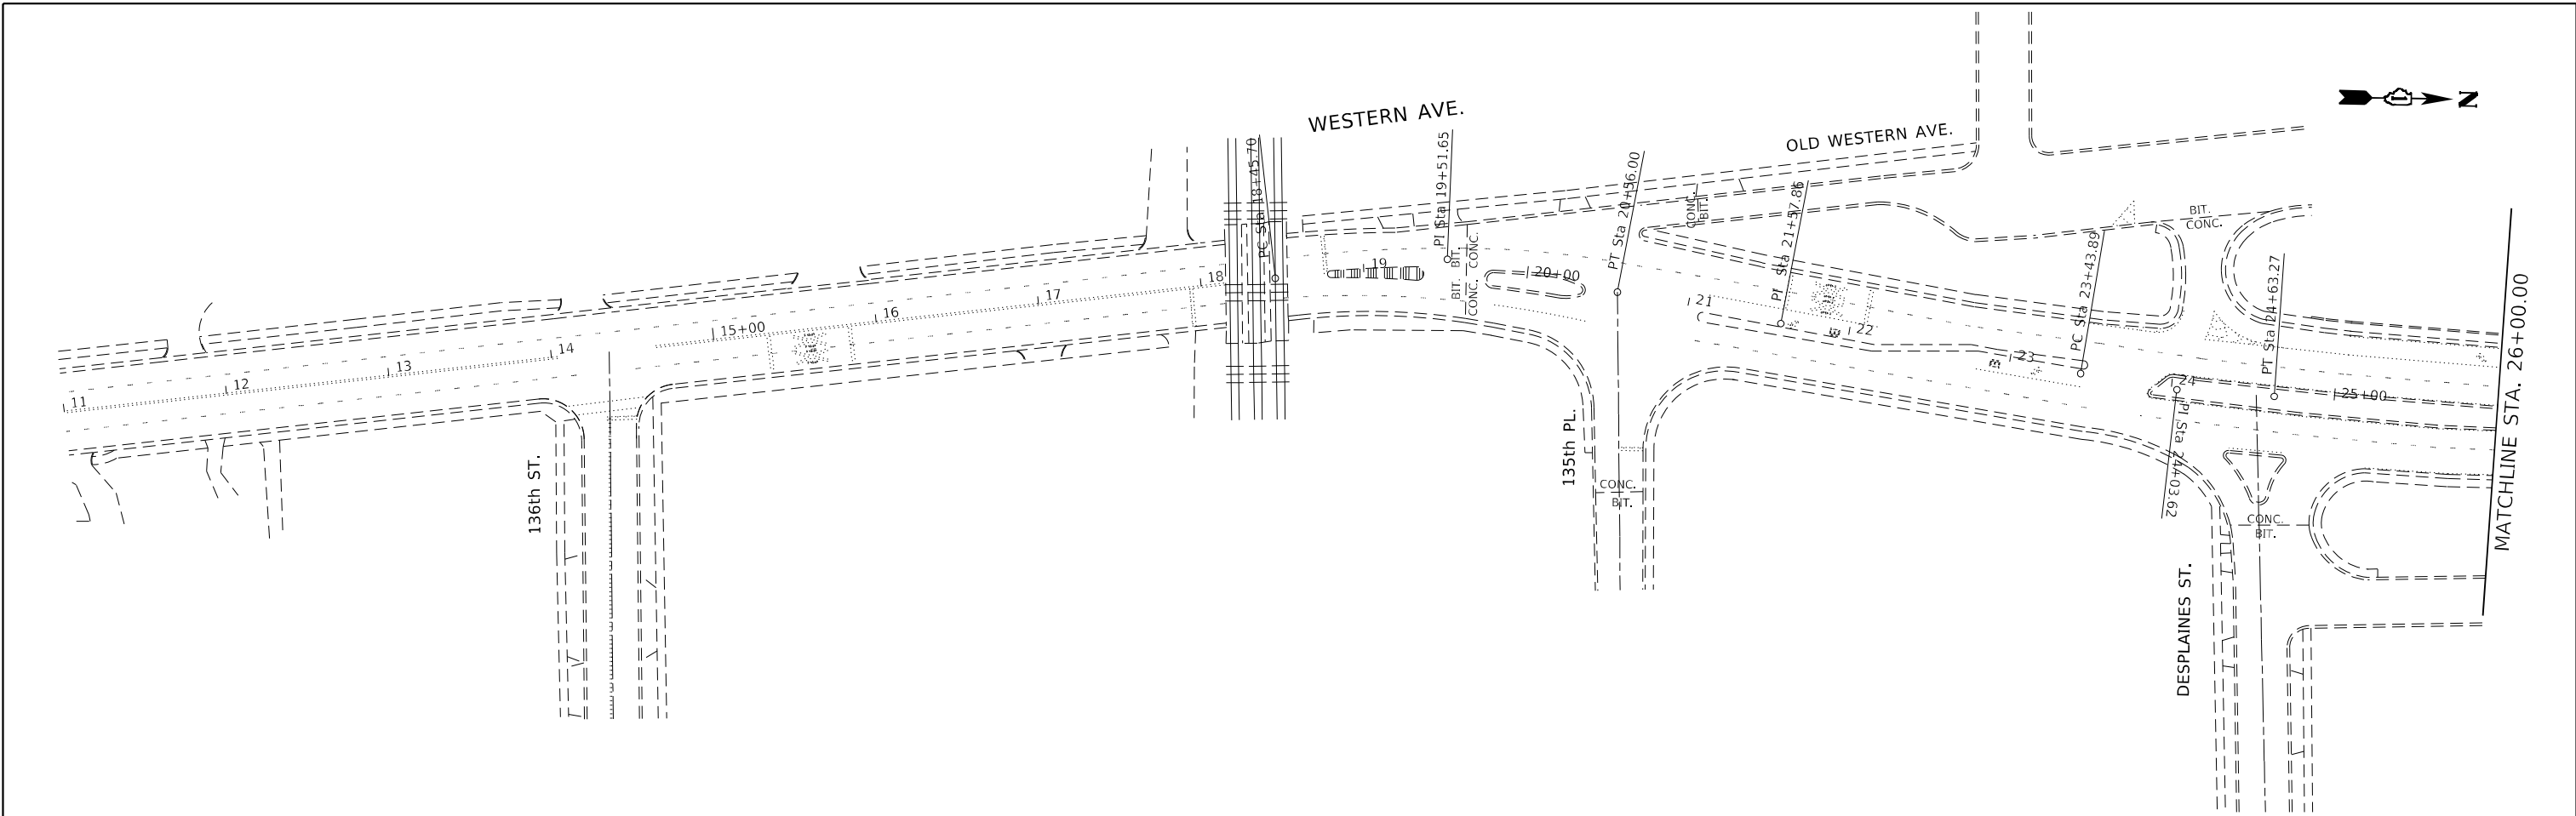 WESTERN AVE.
OLD WESTERN AVE.
N
PC Sta 18+45.70
PI Sta 19+51.65
PT Sta 20+56.00
PI Sta 21+57.86
PC Sta 23+43.89
PI Sta 24+03.62
PT Sta 24+63.27
CONC.
BIT.
BIT.
CONC.
BIT.
BIT.
CONC.
CONC.
11
12
13
14
15+00
16
17
18
19
20+00
21
22
23
24
25+00
136th ST.
135th PL.
CONC.
BIT.
CONC.
BIT.
DESPLAINES ST.
MATCHLINE STA. 26+00.00